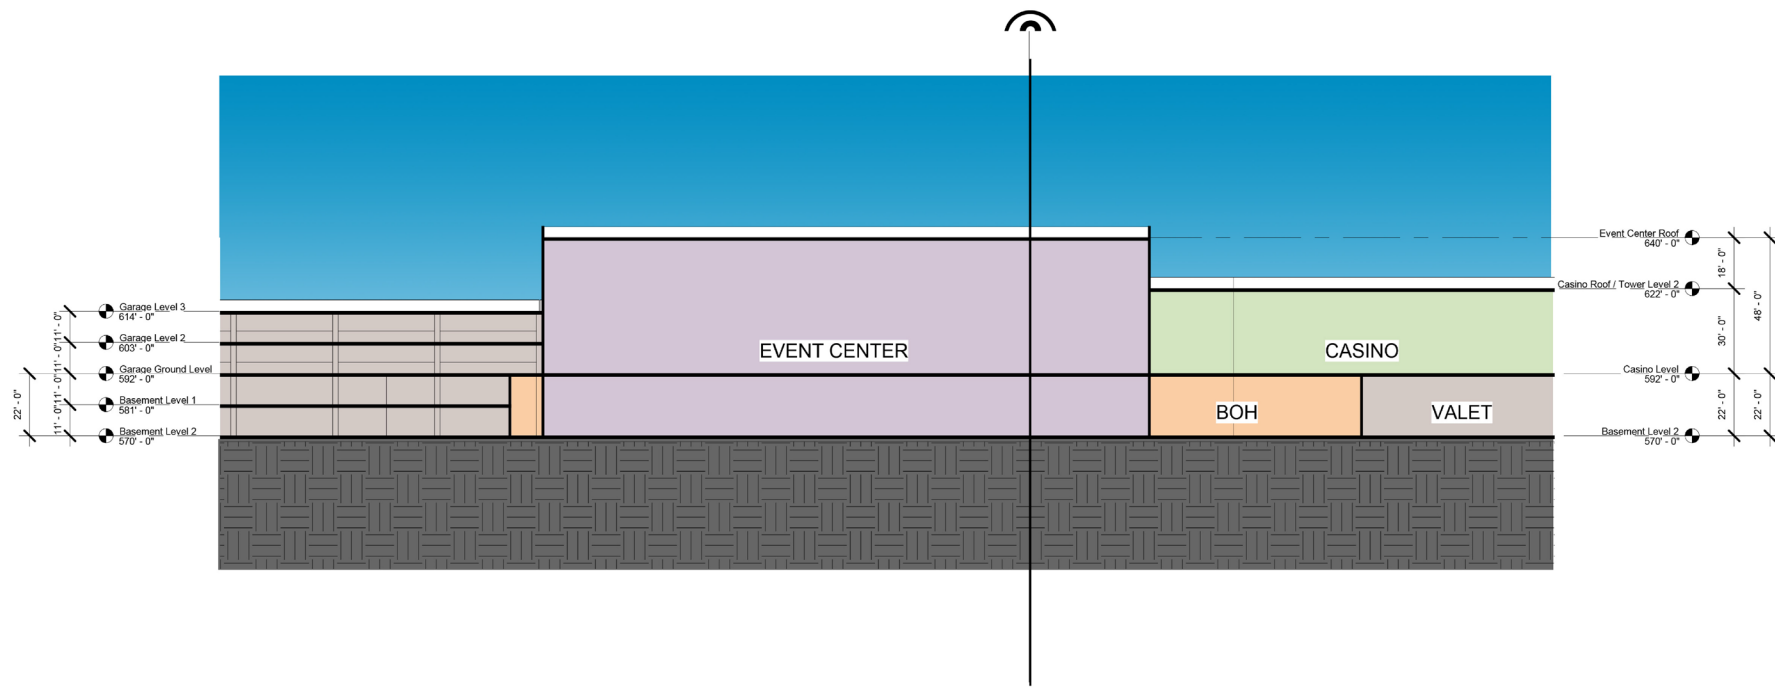 Event Center Roof
640' - 0"
18' - 0"
Casino Roof / Tower Level 2
622' - 0"
48' - 0"
Garage Level 3
614' - 0"
11' - 0"
Garage Level 2
603' - 0"
11' - 0"
EVENT CENTER
CASINO
30' - 0"
Garage Ground Level
592' - 0"
Casino Level
592' - 0"
11' - 0"
22' - 0"
Basement Level 1
581' - 0"
BOH
VALET
22' - 0"
22' - 0"
11' - 0"
Basement Level 2
570' - 0"
Basement Level 2
570' - 0"